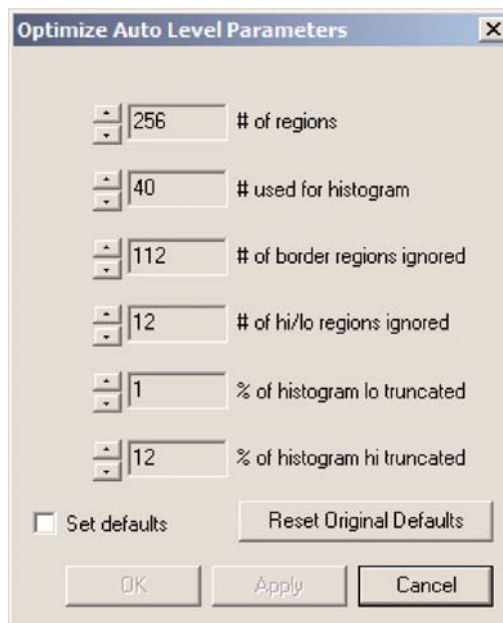 Optimize Auto Level Parameters
256 # of regions
40 # used for histogram
112 # of border regions ignored
12 # of hi/lo regions ignored
1 % of histogram lo truncated
12 % of histogram hi truncated
Set defaults Reset Original Defaults
OK Apply Cancel